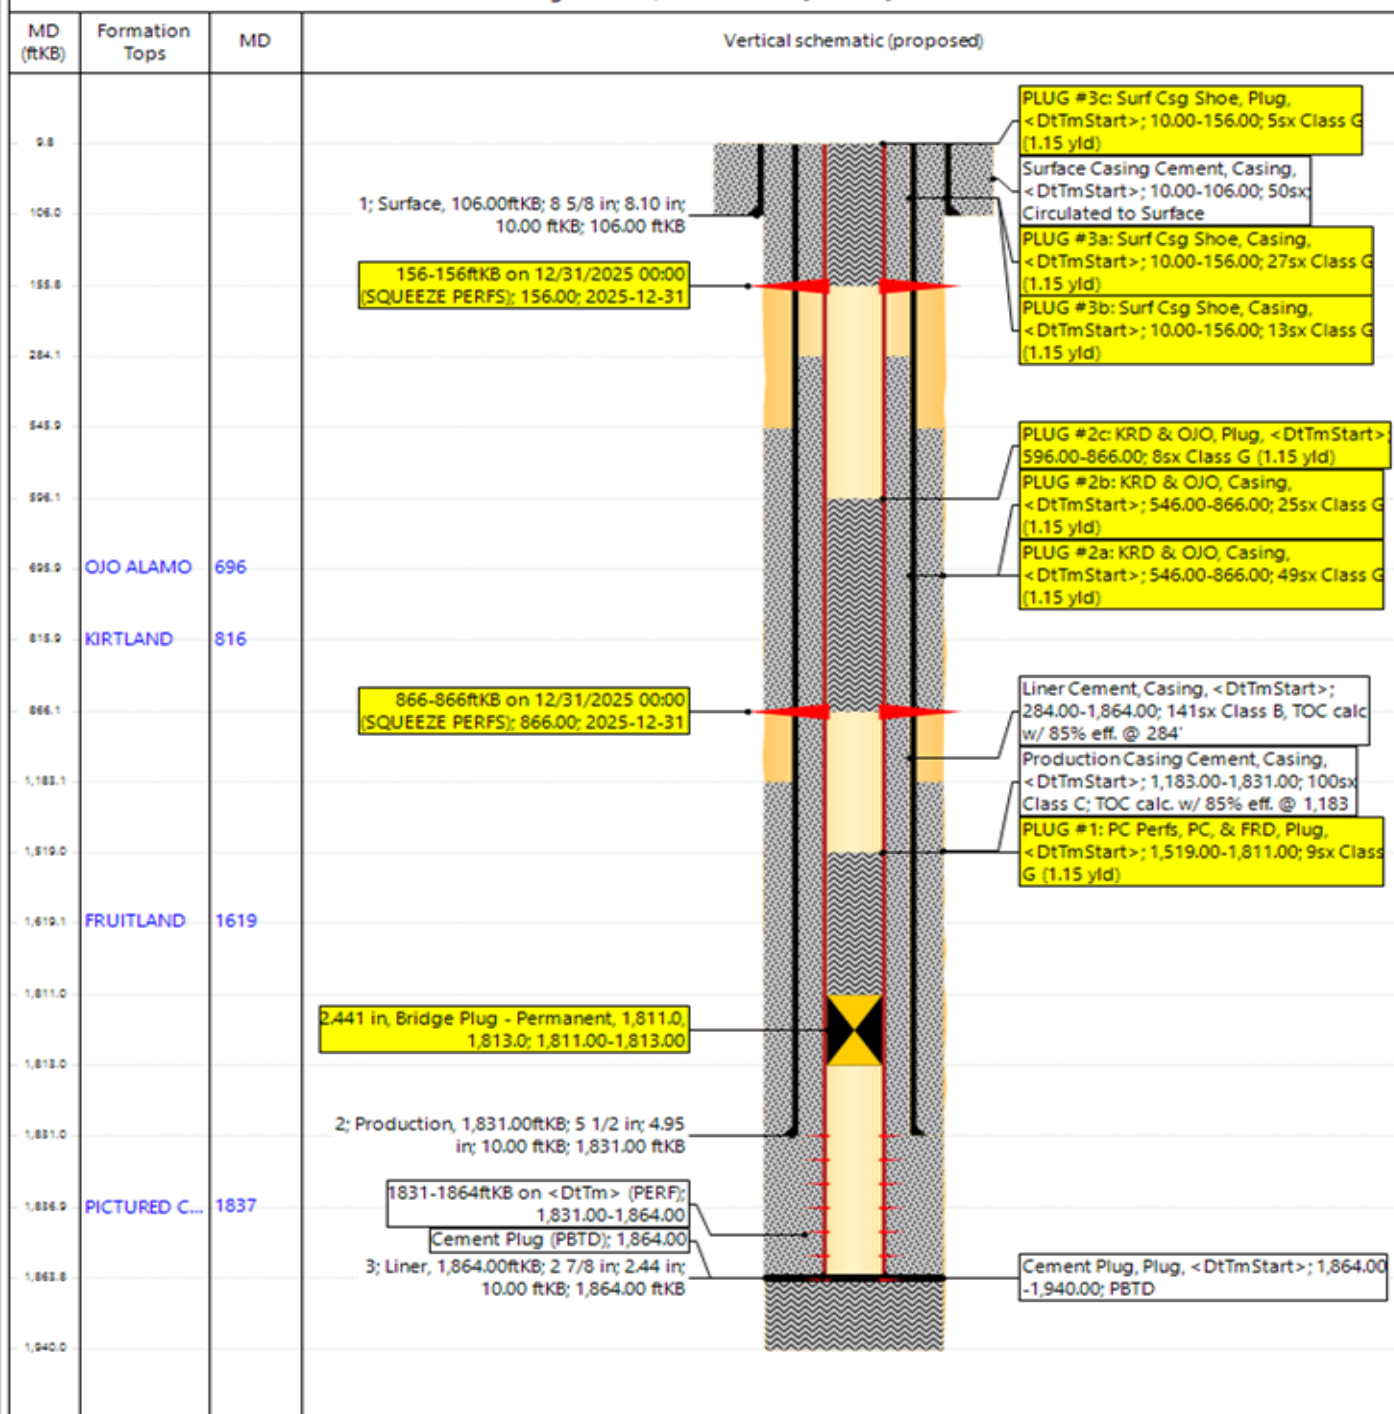 MD
(ftKB)
Formation
Tops
MD
Vertical schematic (proposed)
9.8
106.0
155.8
284.1
545.9
596.1
695.9
815.9
866.1
1,183.1
1,519.0
1,619.1
1,811.0
1,813.0
1,831.0
1,836.9
1,863.8
1,940.0
OJO ALAMO 696
KIRTLAND 816
FRUITLAND 1619
PICTURED C... 1837
1; Surface, 106.00ftKB; 8 5/8 in; 8.10 in;
10.00 ftKB; 106.00 ftKB
156-156ftKB on 12/31/2025 00:00
(SQUEEZE PERFS); 156.00; 2025-12-31
866-866ftKB on 12/31/2025 00:00
(SQUEEZE PERFS); 866.00; 2025-12-31
2.441 in, Bridge Plug - Permanent, 1,811.0,
1,813.0; 1,811.00-1,813.00
2; Production, 1,831.00ftKB; 5 1/2 in; 4.95
in; 10.00 ftKB; 1,831.00 ftKB
1831-1864ftKB on <DtTm> (PERF);
1,831.00-1,864.00
Cement Plug (PBTD); 1,864.00
3; Liner, 1,864.00ftKB; 2 7/8 in; 2.44 in;
10.00 ftKB; 1,864.00 ftKB
PLUG #3c: Surf Csg Shoe, Plug,
<DtTmStart>; 10.00-156.00; 5sx Class G
(1.15 yld)
Surface Casing Cement, Casing,
<DtTmStart>; 10.00-106.00; 50sx;
Circulated to Surface
PLUG #3a: Surf Csg Shoe, Casing,
<DtTmStart>; 10.00-156.00; 27sx Class G
(1.15 yld)
PLUG #3b: Surf Csg Shoe, Casing,
<DtTmStart>; 10.00-156.00; 13sx Class G
(1.15 yld)
PLUG #2c: KRD & OJO, Plug, <DtTmStart>;
596.00-866.00; 8sx Class G (1.15 yld)
PLUG #2b: KRD & OJO, Casing,
<DtTmStart>; 546.00-866.00; 25sx Class G
(1.15 yld)
PLUG #2a: KRD & OJO, Casing,
<DtTmStart>; 546.00-866.00; 49sx Class G
(1.15 yld)
Liner Cement, Casing, <DtTmStart>;
284.00-1,864.00; 141sx Class B, TOC calc
w/ 85% eff. @ 284'
Production Casing Cement, Casing,
<DtTmStart>; 1,183.00-1,831.00; 100sx
Class C; TOC calc. w/ 85% eff. @ 1,183
PLUG #1: PC Perfs, PC, & FRD, Plug,
<DtTmStart>; 1,519.00-1,811.00; 9sx Class
G (1.15 yld)
Cement Plug, Plug, <DtTmStart>; 1,864.00
-1,940.00; PBTD